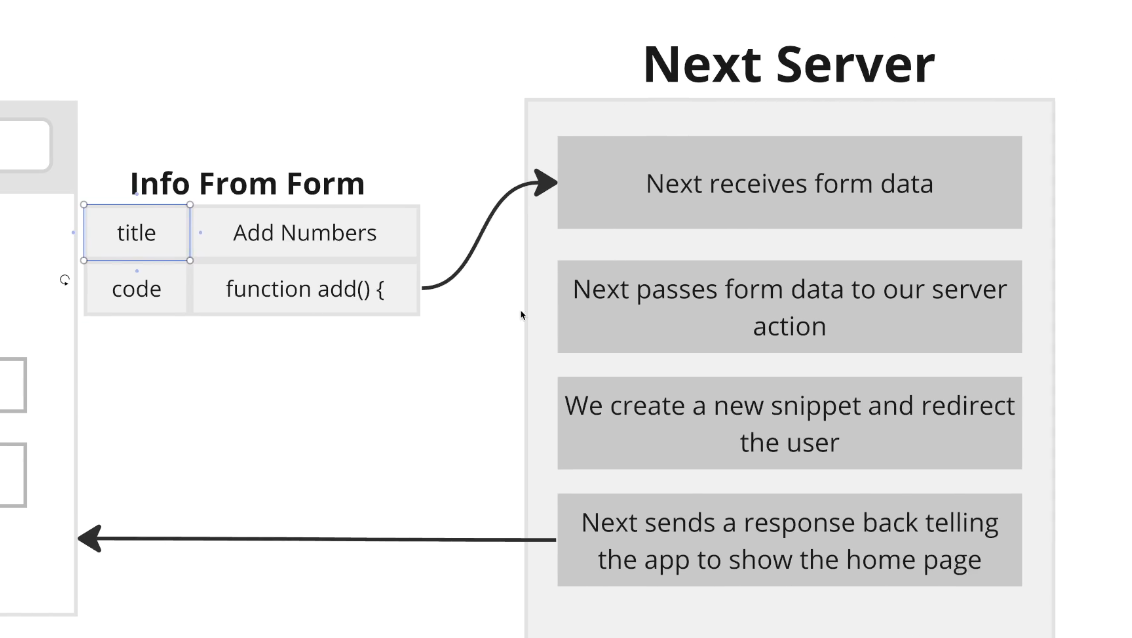 Next Server
Info From Form
title
Add Numbers
code
function add() {
Next receives form data
Next passes form data to our server
action
We create a new snippet and redirect
the user
Next sends a response back telling
the app to show the home page